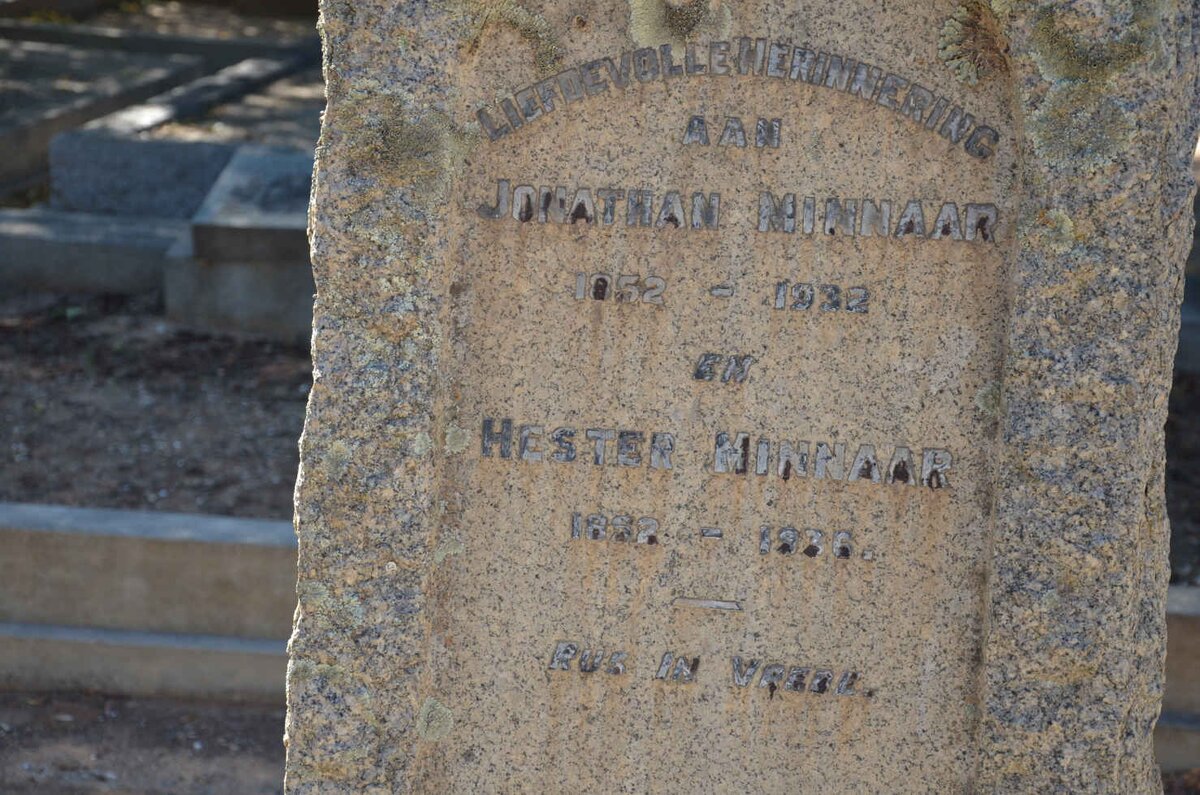 LIEFDEVOLLE HERINNERING
AAN
JONATHAN MINNAAR
1852 – 1932
EN
HESTER MINNAAR
1862 – 1936.
RUS IN VREDE.